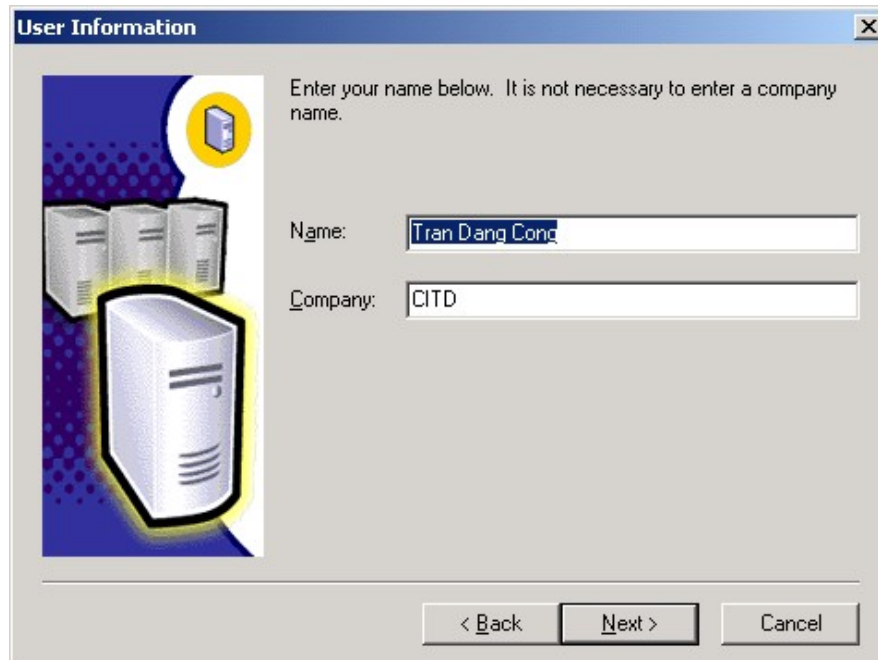 User Information
Enter your name below. It is not necessary to enter a company
name.
Name: Tran Dang Cong
Company: CITD
< Back Next > Cancel